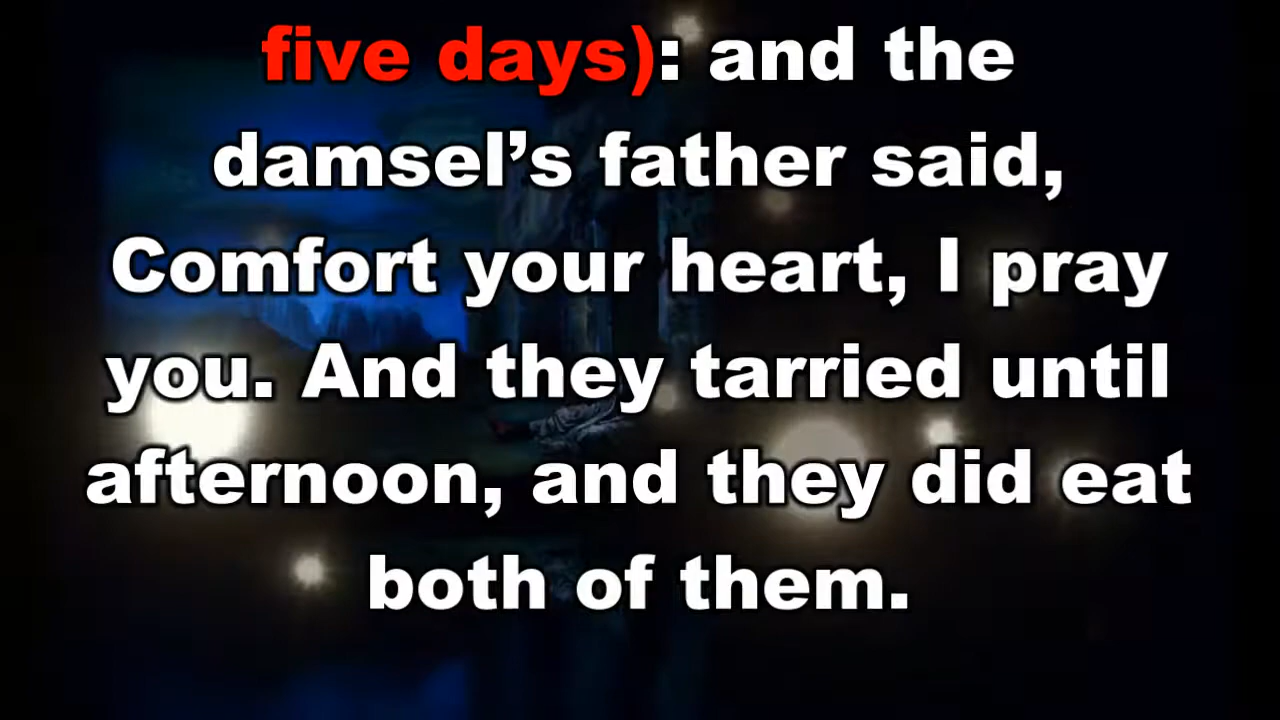 five days): and the
damsel’s father said,
Comfort your heart, I pray
you. And they tarried until
afternoon, and they did eat
both of them.